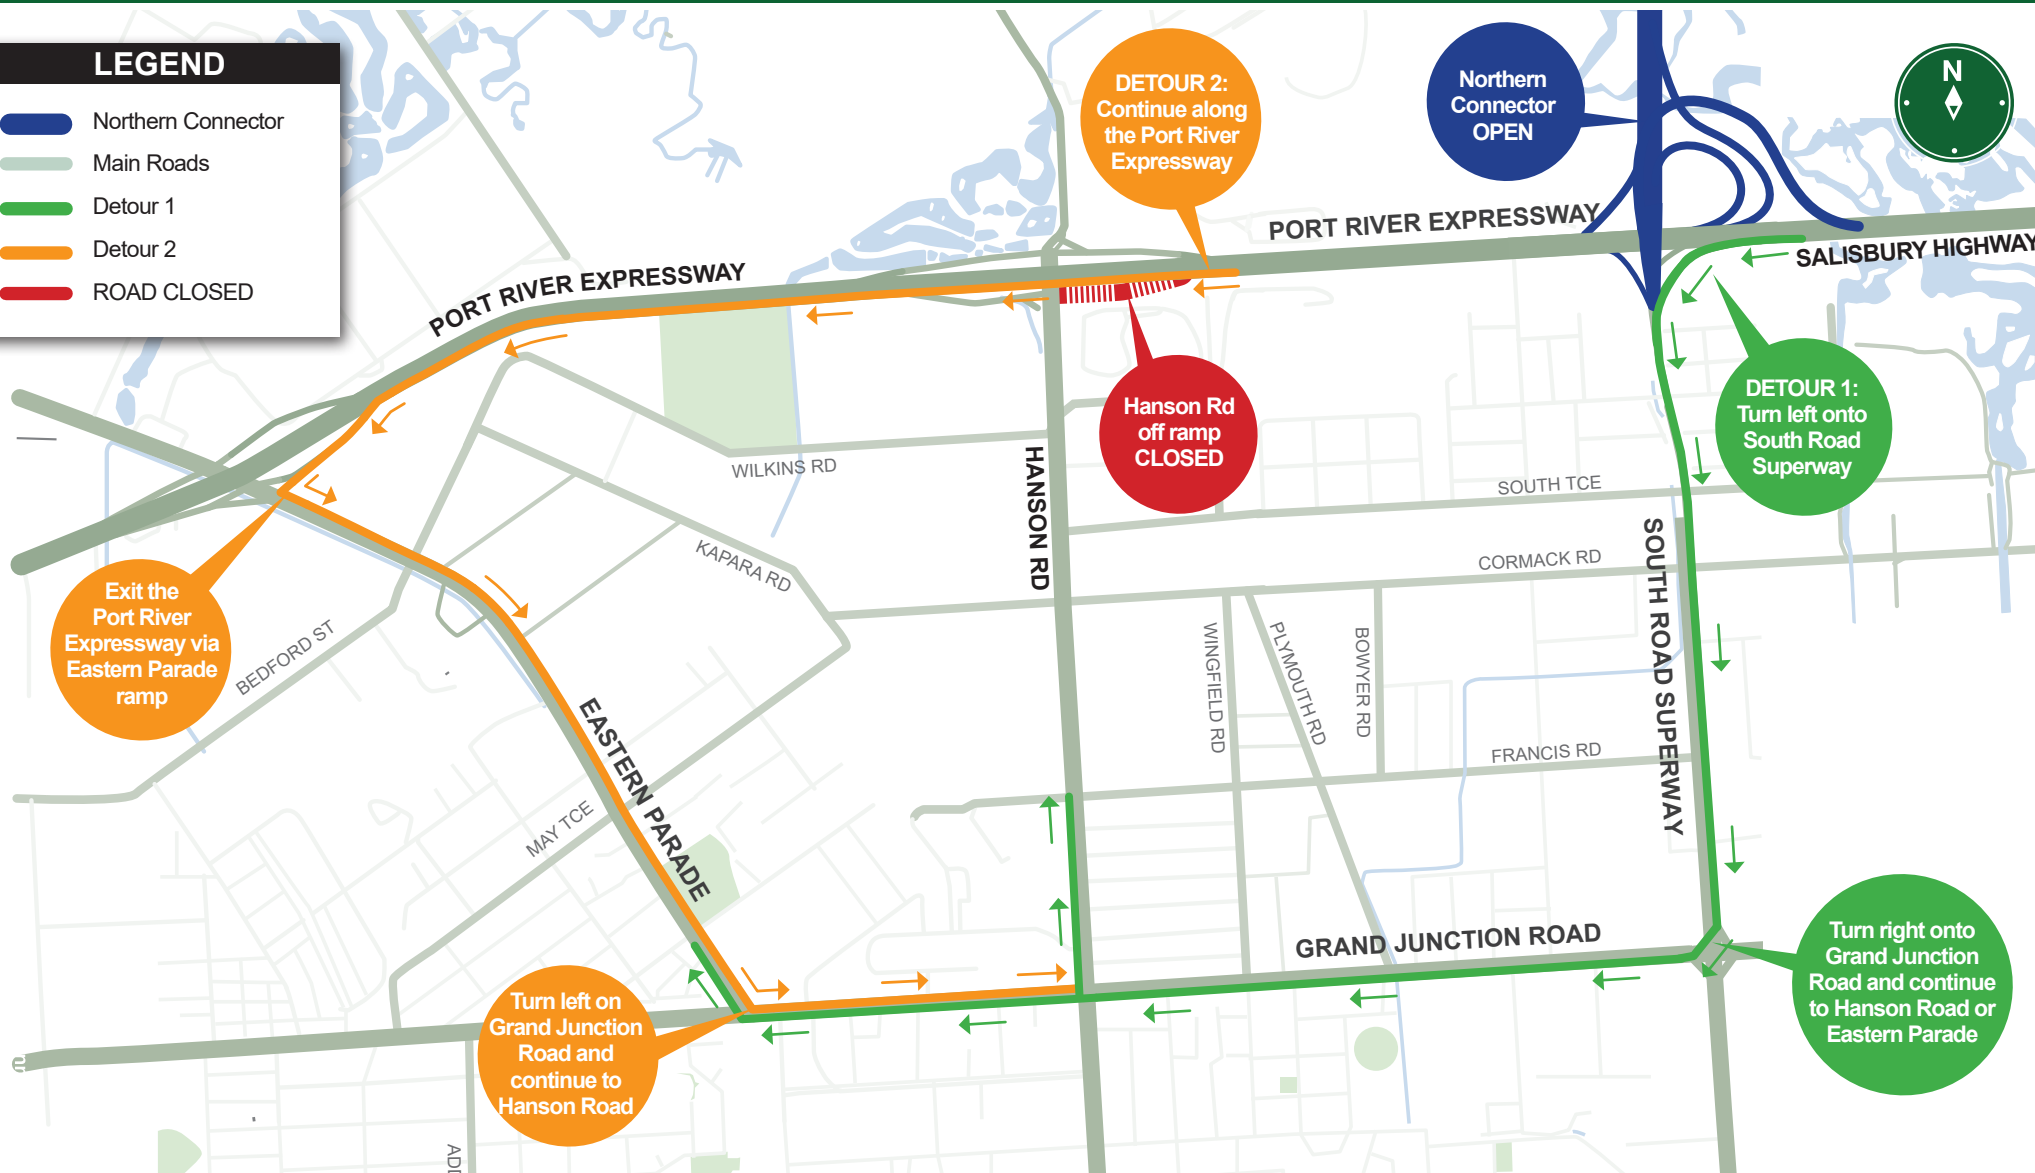 LEGEND
Northern Connector
Main Roads
Detour 1
Detour 2
ROAD CLOSED
DETOUR 2:
Continue along
the Port River
Expressway
Northern
Connector
OPEN
N
PORT RIVER EXPRESSWAY
SALISBURY HIGHWAY
PORT RIVER EXPRESSWAY
Hanson Rd
off ramp
CLOSED
DETOUR 1:
Turn left onto
South Road
Superway
WILKINS RD
HANSON RD
SOUTH TCE
KAPARA RD
CORMACK RD
SOUTH ROAD SUPERWAY
Exit the
Port River
Expressway via
Eastern Parade
ramp
BEDFORD ST
WINGFIELD RD
PLYMOUTH RD
BOWYER RD
EASTERN PARADE
FRANCIS RD
MAY TCE
GRAND JUNCTION ROAD
Turn right onto
Grand Junction
Road and continue
to Hanson Road or
Eastern Parade
Turn left on
Grand Junction
Road and
continue to
Hanson Road